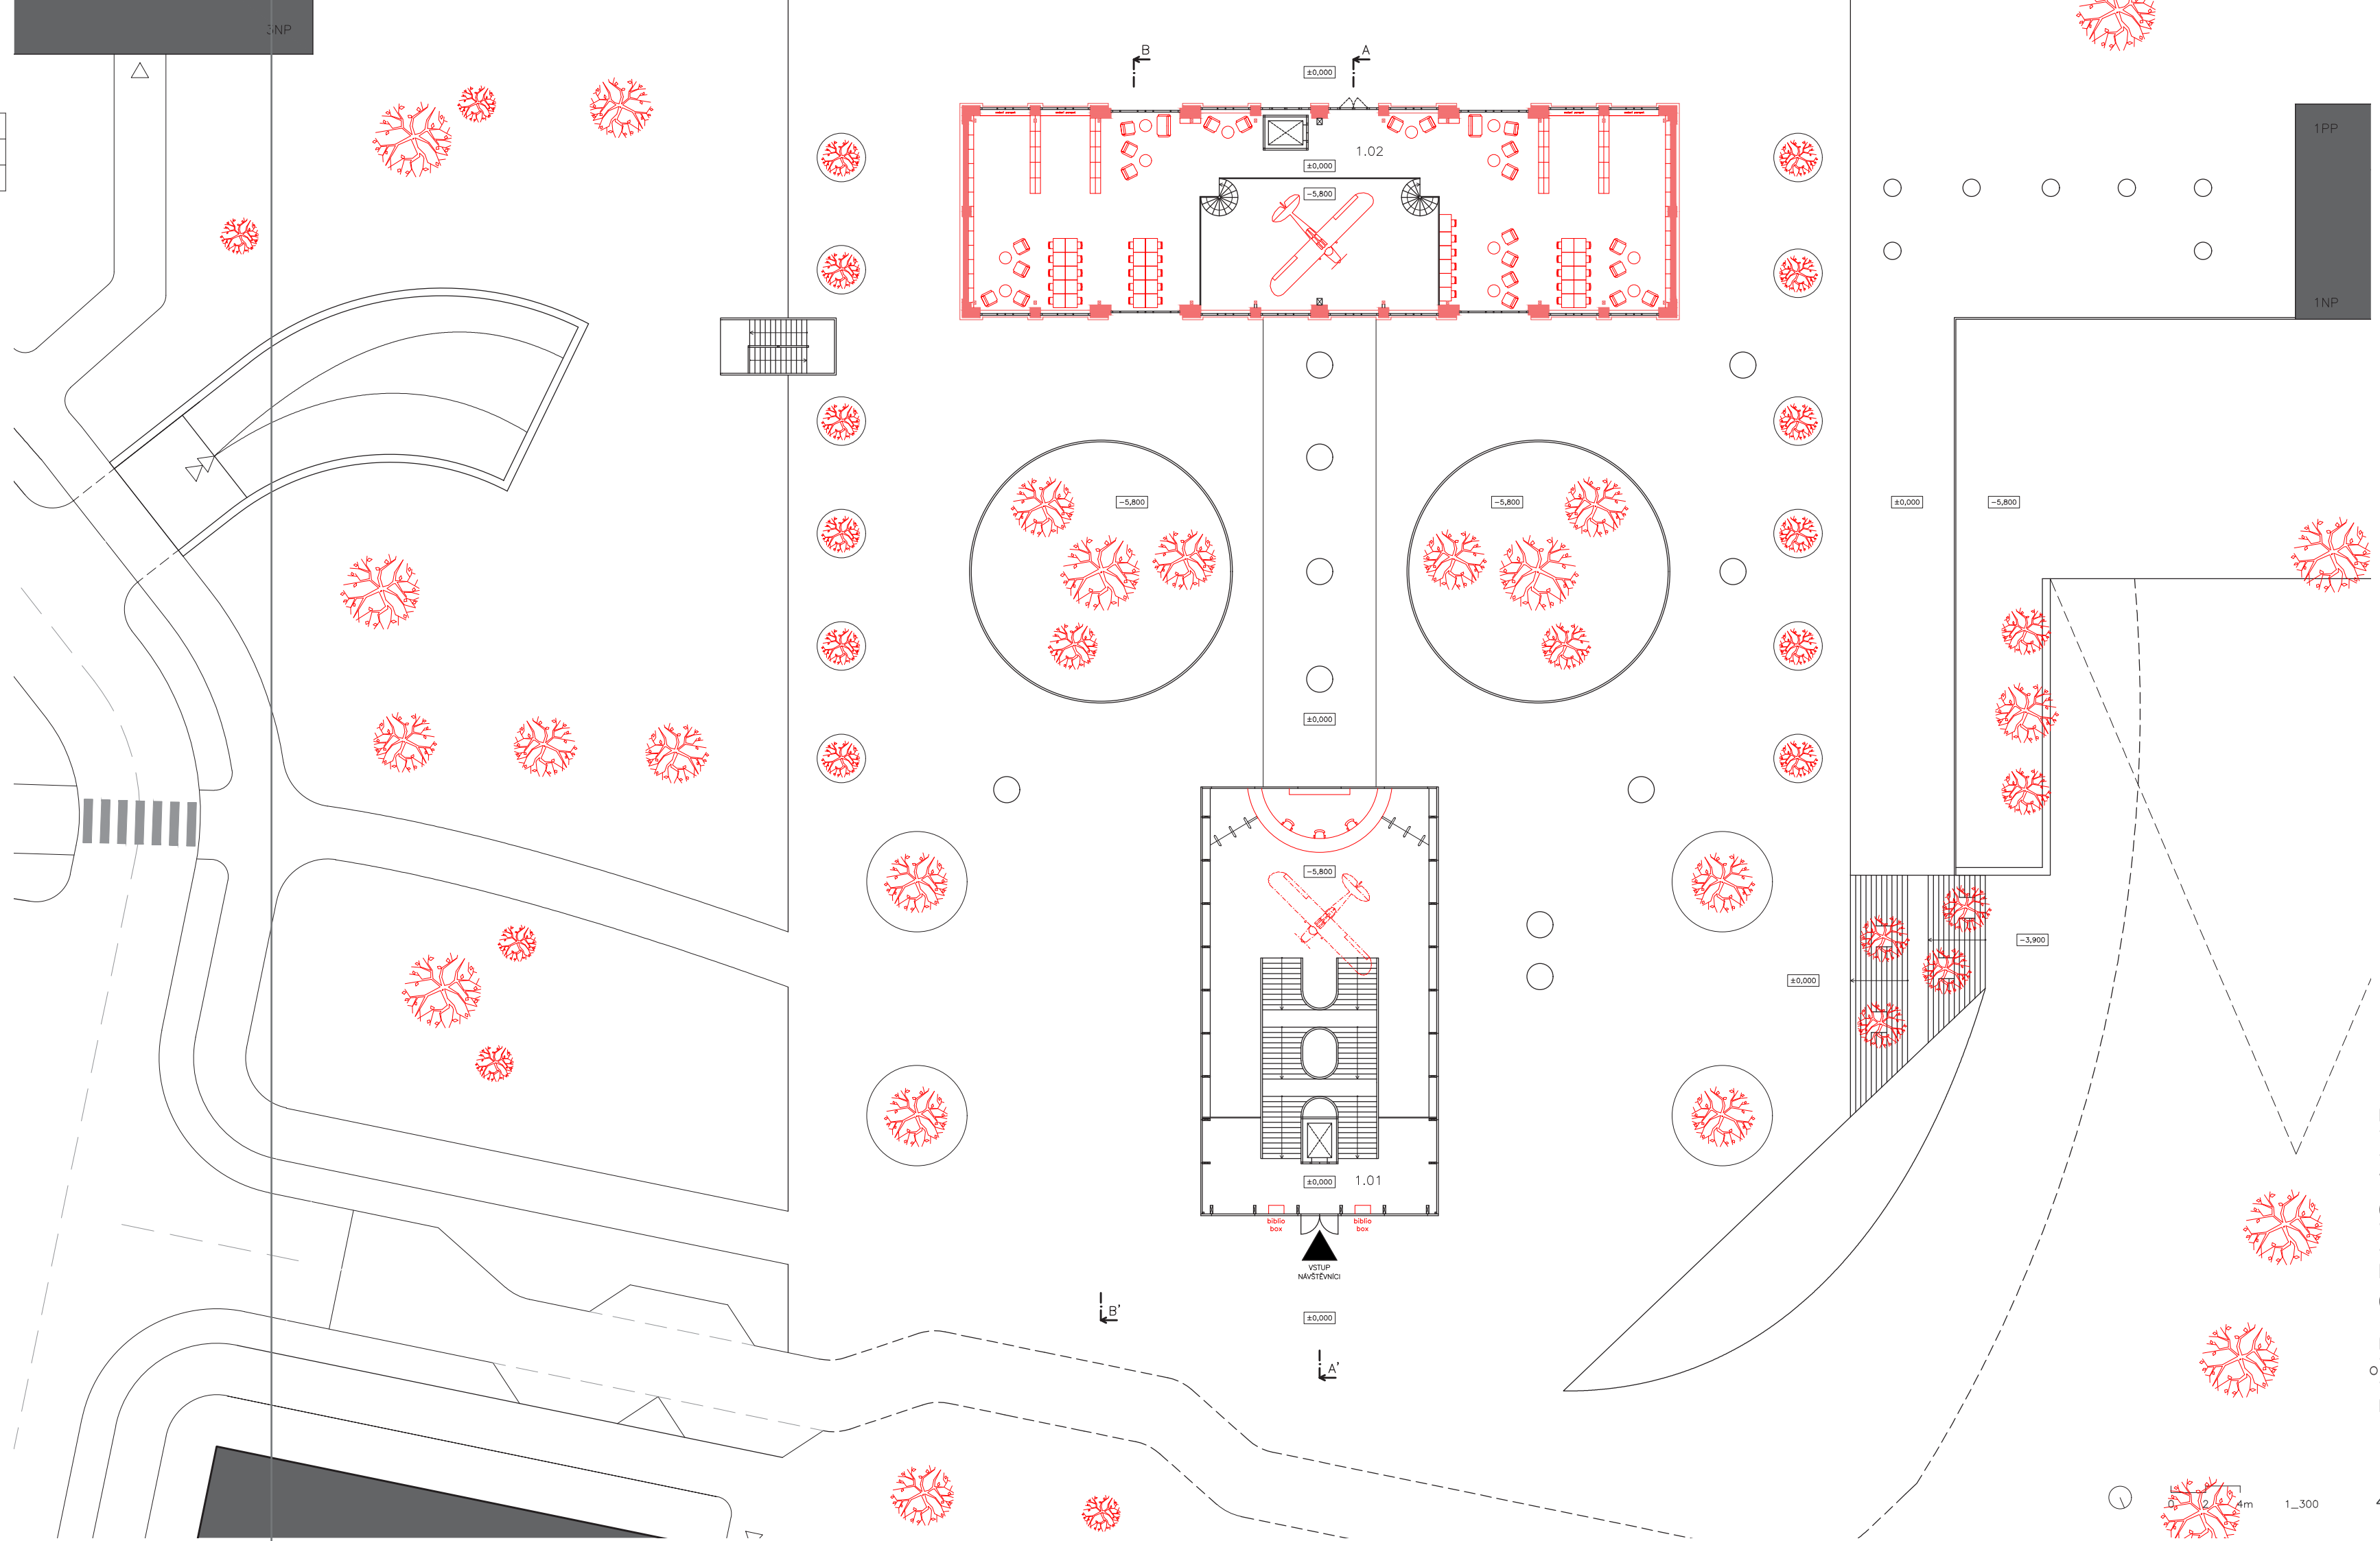 3NP
B
A
±0,000
1PP
1.02
±0,000
−5,800
1NP
−5,800
−5,800
±0,000
−5,800
±0,000
−5,800
−3,900
±0,000
±0,000
1.01
biblio
box
biblio
box
VSTUP
NÁVŠTĚVNÍCI
B'
±0,000
A'
0 2 4m 1_300